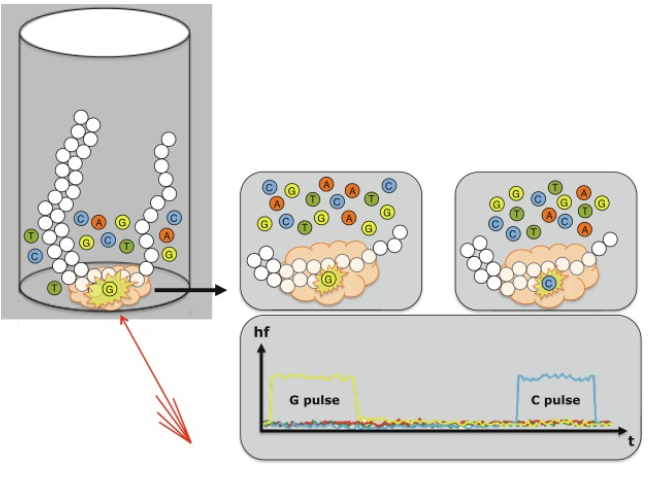 C A G C
T G C T A
C G
T G
C G A A C
A T C T G
G C T G A G
G
G G C T A
C T A C T G
C C T A
C
hf
G pulse C pulse
t